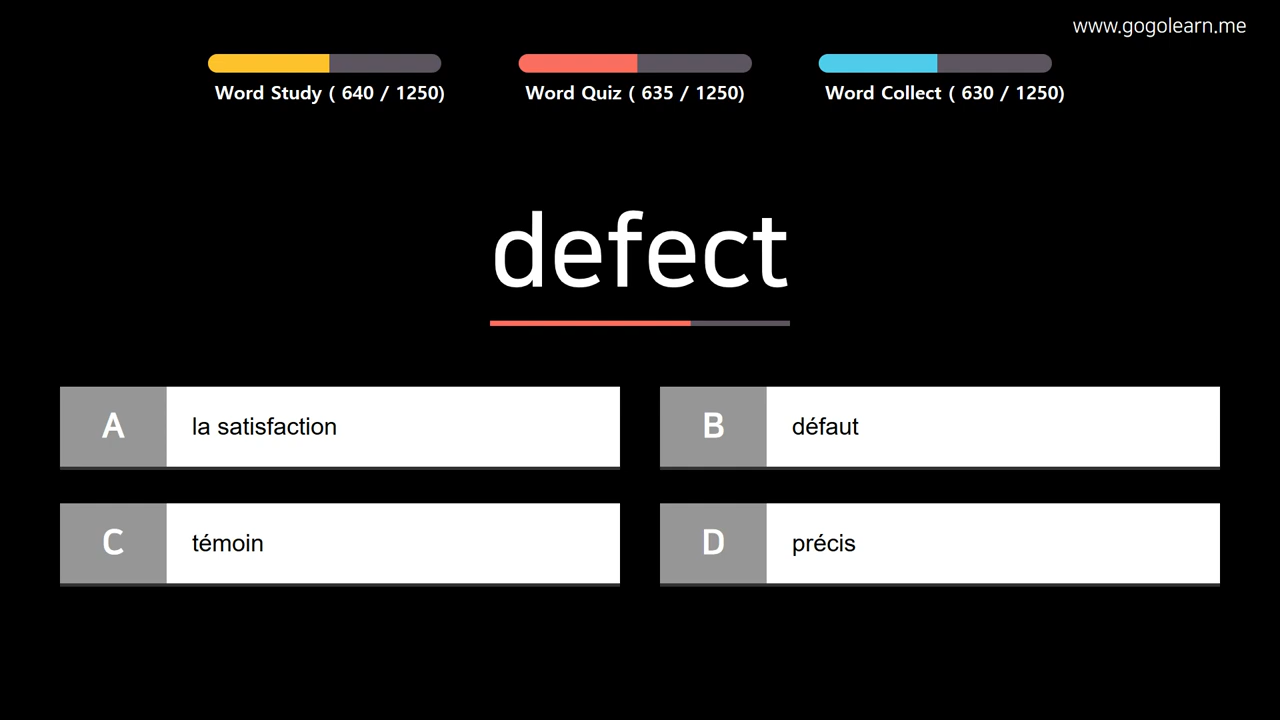 www.gogolearn.me
Word Study ( 640 / 1250)
Word Quiz ( 635 / 1250)
Word Collect ( 630 / 1250)
defect
A la satisfaction
B défaut
C témoin
D précis